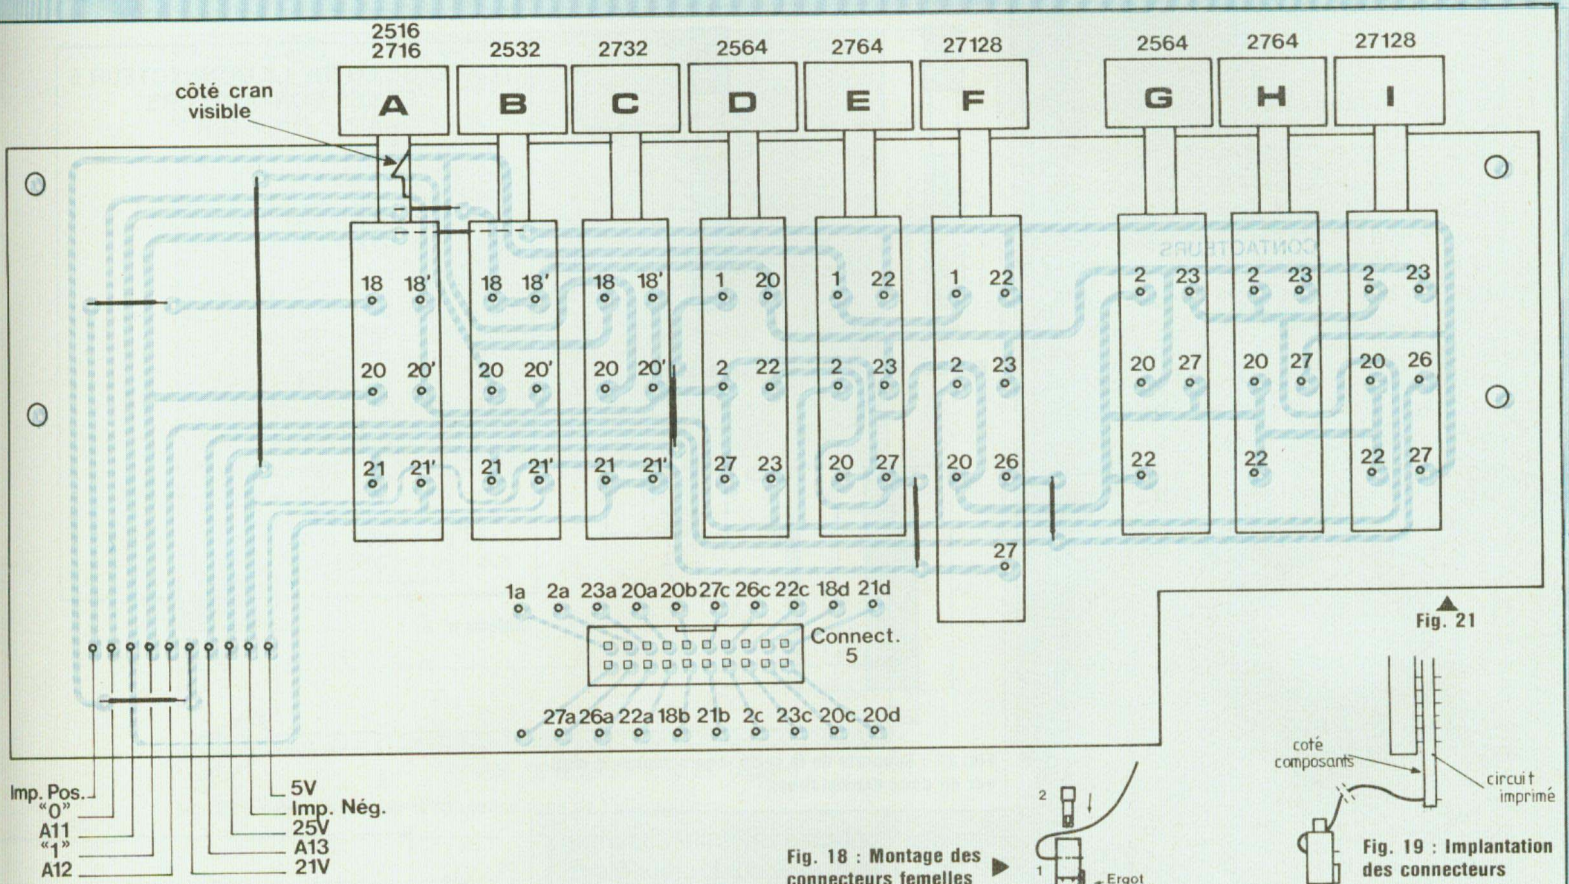 2516
2716 2532 2732 2564 2764 27128 2564 2764 27128
côté cran
visible
A B C D E F G H I
CONTACTEURS
18 18' 18 18' 18 18' 1 20 1 22 1 22 2 23 2 23 2 23
20 20' 20 20' 20 20' 2 22 2 23 2 23 20 27 20 27 20 26
21 21' 21 21' 21 21' 27 23 20 27 20 26 22 22 22 27
27
1a 2a 23a 20a 20b 27c 26c 22c 18d 21d
Connect.
5
27a 26a 22a 18b 21b 2c 23c 20c 20d
Fig. 21
Imp. Pos.
"0"
A11
"1"
A12
5V
Imp. Nég.
25V
A13
21V
2
1
Ergot
Fig. 18 : Montage des
connecteurs femelles
coté
composants
circuit
imprimé
Fig. 19 : Implantation
des connecteurs